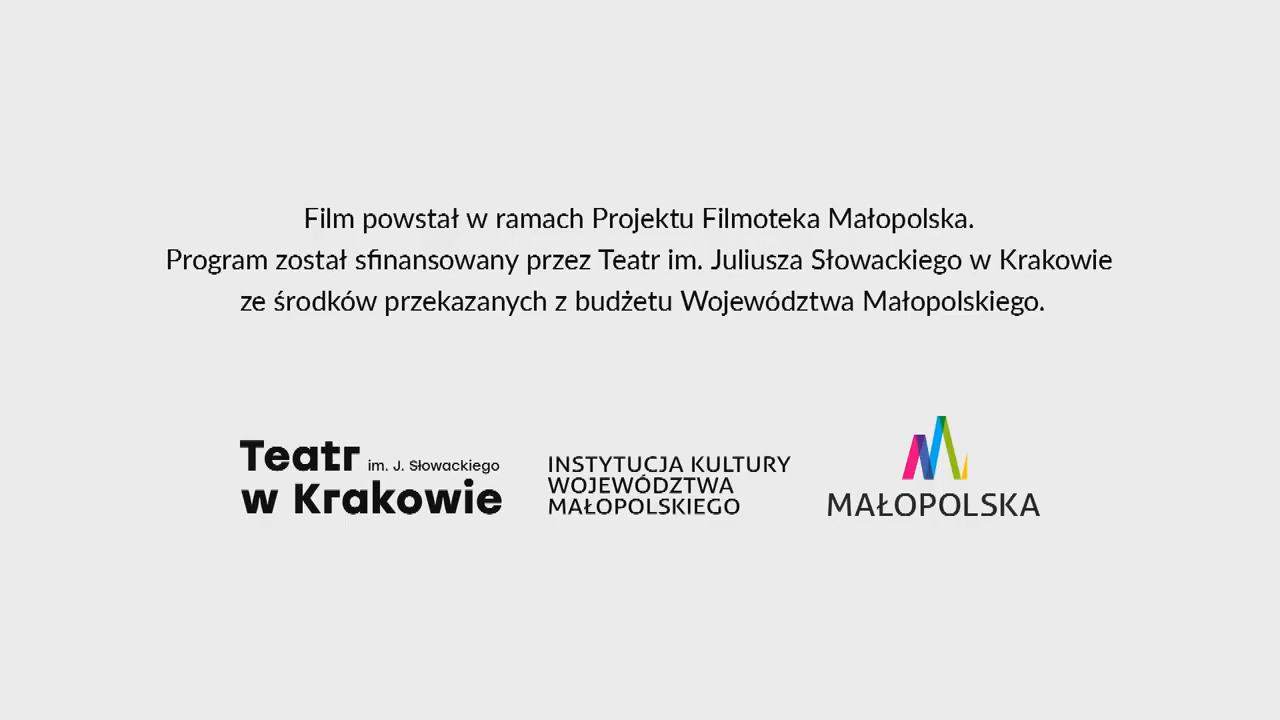 Film powstał w ramach Projektu Filmoteka Małopolska.
Program został sfinansowany przez Teatr im. Juliusza Słowackiego w Krakowie
ze środków przekazanych z budżetu Województwa Małopolskiego.
Teatr im. J. Słowackiego
w Krakowie
INSTYTUCJA KULTURY
WOJEWÓDZTWA
MAŁOPOLSKIEGO
MAŁOPOLSKA